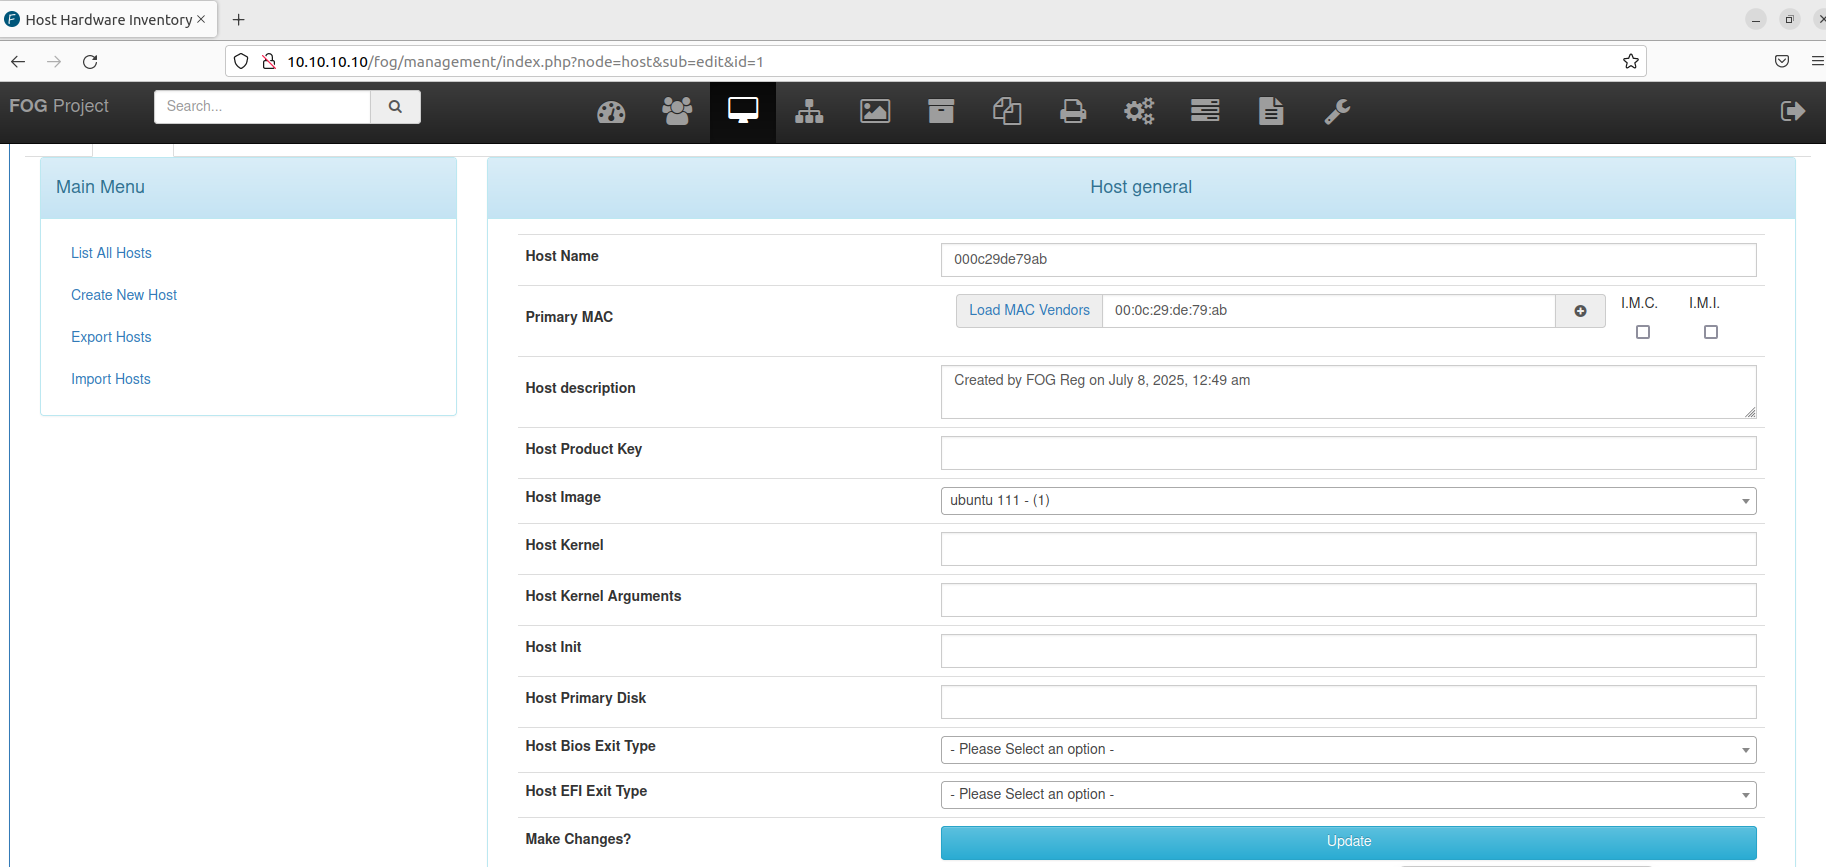 Host Hardware Inventory
10.10.10.10/fog/management/index.php?node=host&sub=edit&id=1
FOG Project
Search...
Main Menu
List All Hosts
Create New Host
Export Hosts
Import Hosts
Host general
Host Name
000c29de79ab
Primary MAC
Load MAC Vendors
00:0c:29:de:79:ab
I.M.C.
I.M.I.
Host description
Created by FOG Reg on July 8, 2025, 12:49 am
Host Product Key
Host Image
ubuntu 111 - (1)
Host Kernel
Host Kernel Arguments
Host Init
Host Primary Disk
Host Bios Exit Type
- Please Select an option -
Host EFI Exit Type
- Please Select an option -
Make Changes?
Update